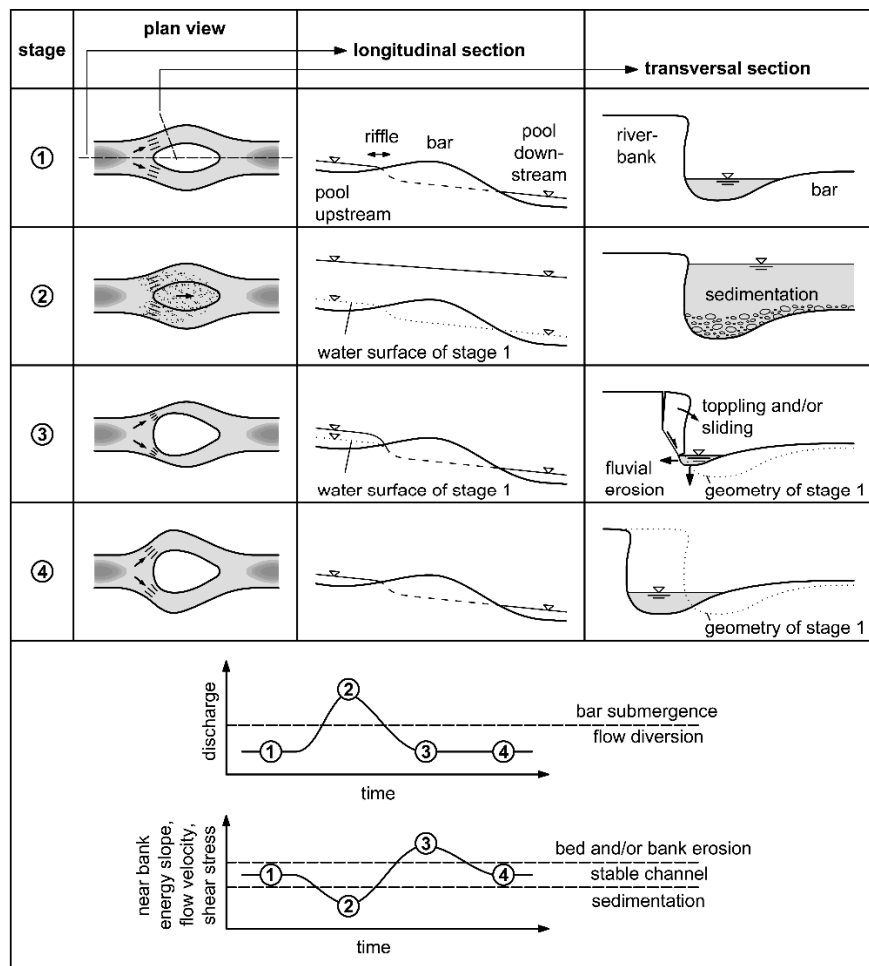 stage
plan view
longitudinal section
transversal section
1
riffle
bar
pool
down-
stream
pool
upstream
river-
bank
bar
2
water surface of stage 1
sedimentation
3
water surface of stage 1
toppling and/or
sliding
fluvial
erosion
geometry of stage 1
4
geometry of stage 1
discharge
1
2
3
4
bar submergence
flow diversion
time
near bank
energy slope,
flow velocity,
shear stress
1
2
3
4
bed and/or bank erosion
stable channel
sedimentation
time